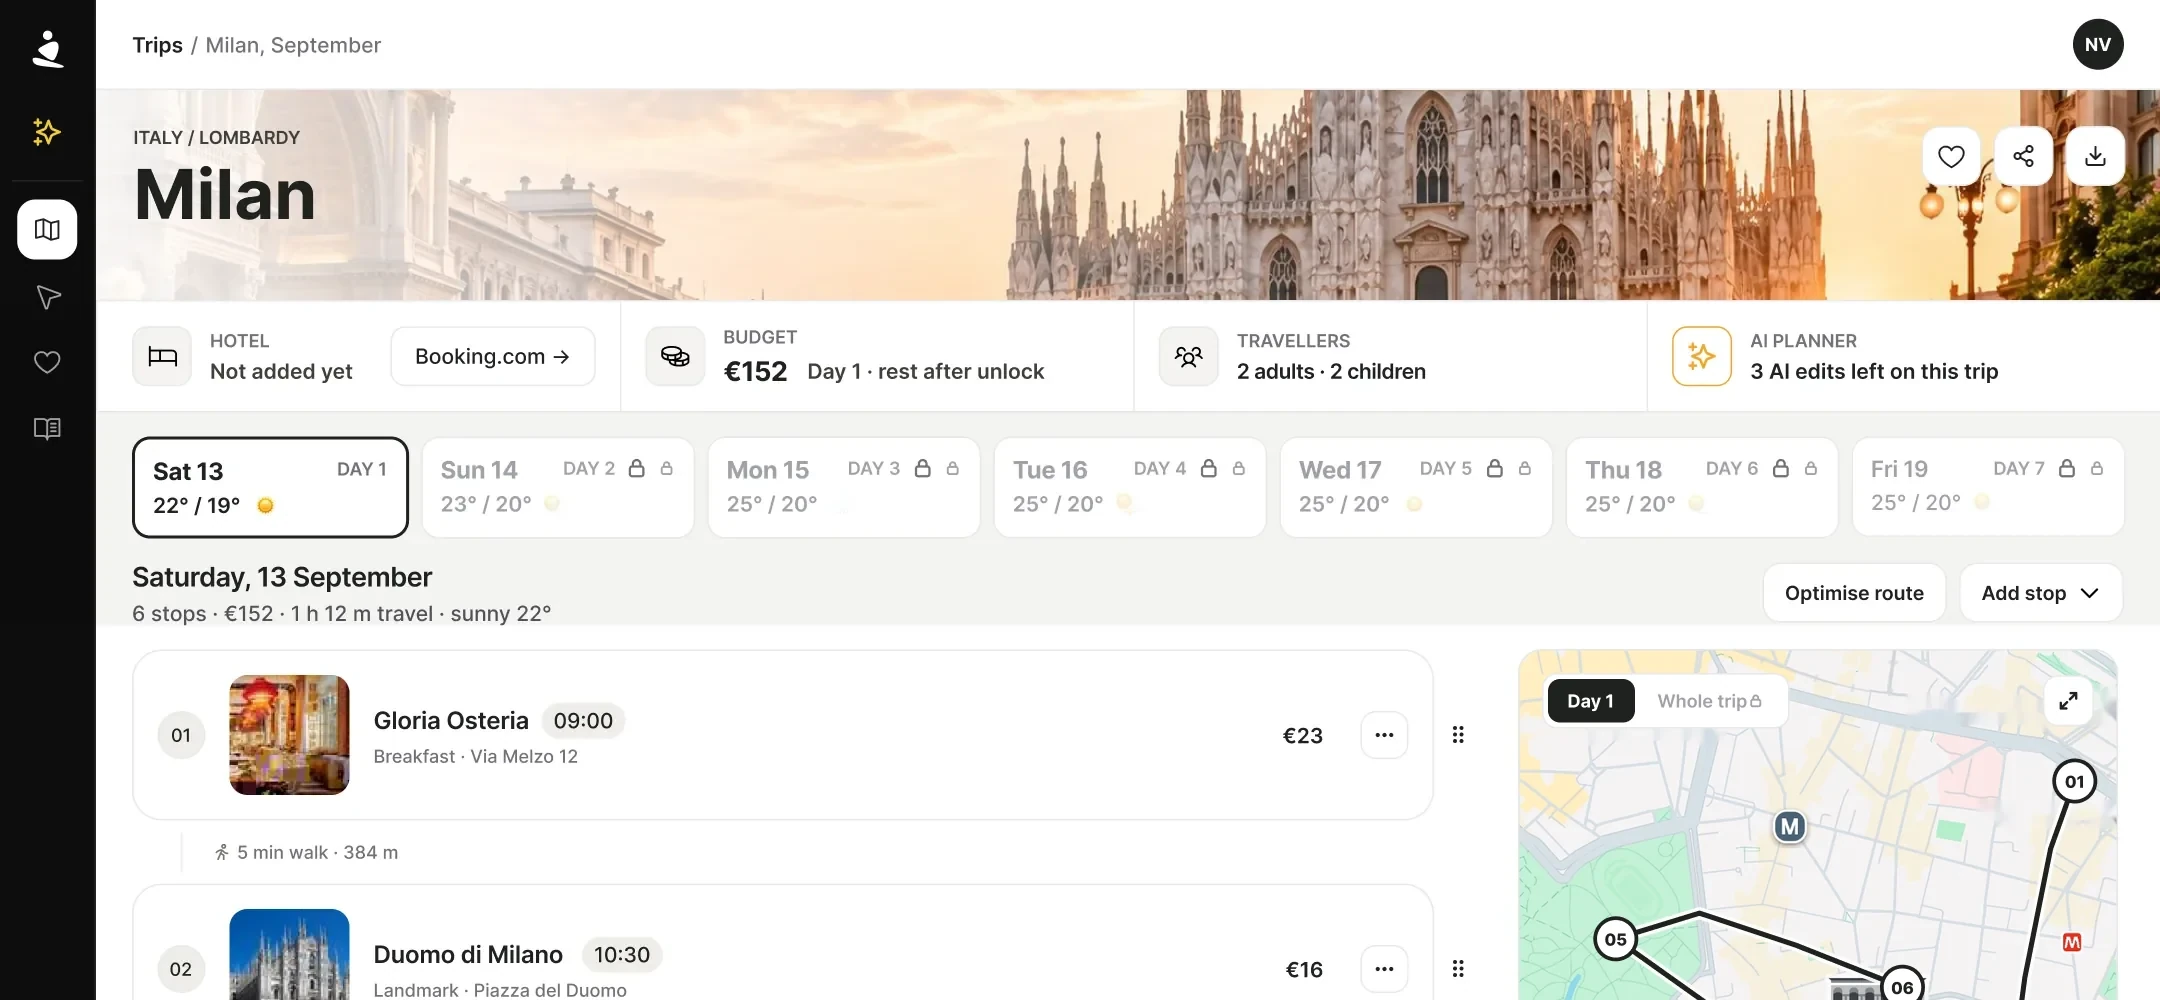 Trips / Milan, September
NV
ITALY / LOMBARDY
Milan
HOTEL
Not added yet
Booking.com →
BUDGET
€152 Day 1 · rest after unlock
TRAVELLERS
2 adults · 2 children
AI PLANNER
3 AI edits left on this trip
Sat 13 DAY 1
22° / 19°
Sun 14 DAY 2
23° / 20°
Mon 15 DAY 3
25° / 20°
Tue 16 DAY 4
25° / 20°
Wed 17 DAY 5
25° / 20°
Thu 18 DAY 6
25° / 20°
Fri 19 DAY 7
25° / 20°
Saturday, 13 September
6 stops · €152 · 1 h 12 m travel · sunny 22°
Optimise route
Add stop
01
Gloria Osteria 09:00
Breakfast · Via Melzo 12
€23
5 min walk · 384 m
02
Duomo di Milano 10:30
Landmark · Piazza del Duomo
€16
Day 1
Whole trip
01
M
M
05
06